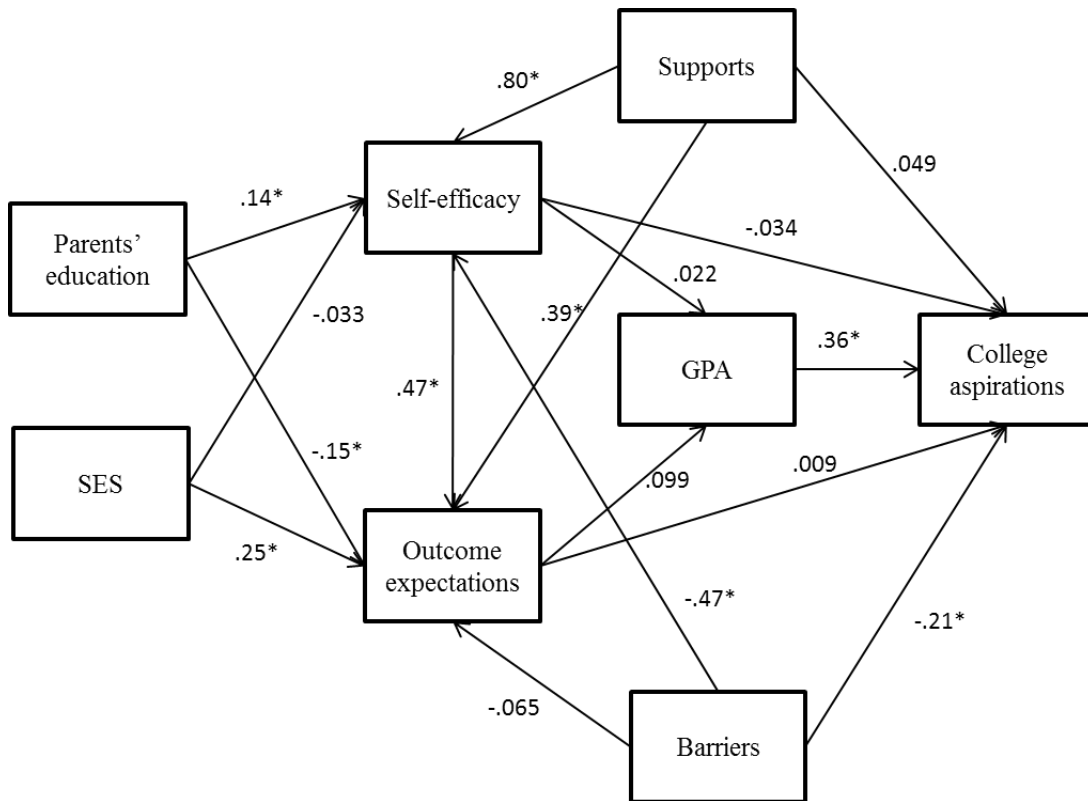 Supports
.80*
Self-efficacy
.049
.14*
Parents’
education
-.034
.022
-.033
.39*
.36*
GPA
College
aspirations
.47*
-.15*
SES
.009
.099
.25*
Outcome
expectations
-.47*
-.21*
-.065
Barriers